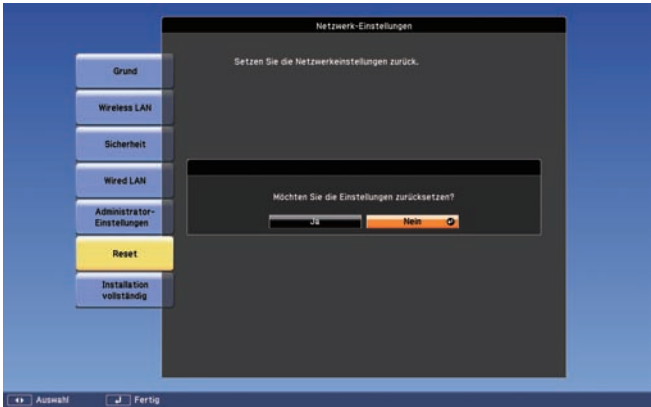 Netzwerk-Einstellungen
Setzen Sie die Netzwerkeinstellungen zurück.
Grund
Wireless LAN
Sicherheit
Wired LAN
Administrator-
Einstellungen
Reset
Installation
vollständig
Möchten Sie die Einstellungen zurücksetzen?
Ja
Nein
Auswahl
Fertig